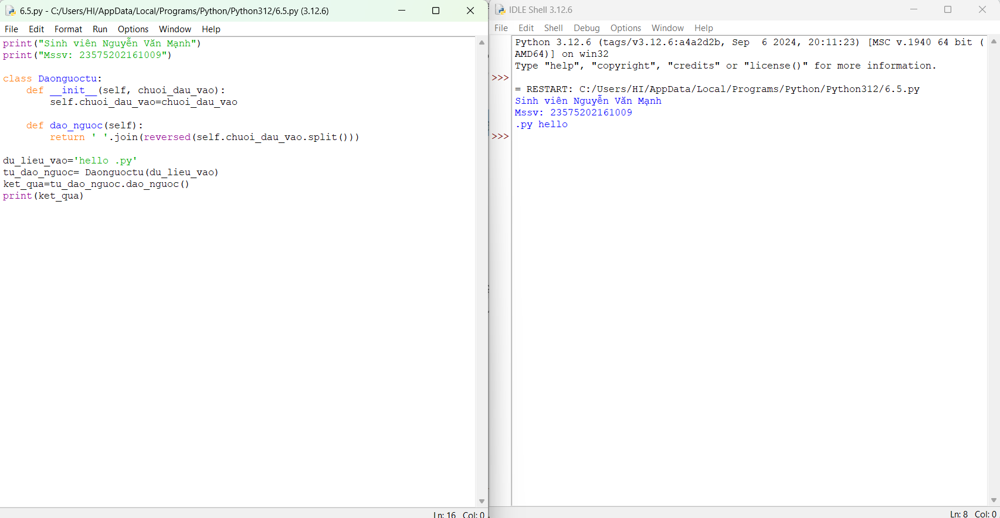 6.5.py - C:/Users/HI/AppData/Local/Programs/Python/Python312/6.5.py (3.12.6)
File Edit Format Run Options Window Help
print("Sinh viên Nguyễn Văn Mạnh")
print("Mssv: 23575202161009")
class Daonguoctu:
    def __init__(self, chuoi_dau_vao):
        self.chuoi_dau_vao=chuoi_dau_vao
    def dao_nguoc(self):
        return ' '.join(reversed(self.chuoi_dau_vao.split()))
du_lieu_vao='hello .py'
tu_dao_nguoc= Daonguoctu(du_lieu_vao)
ket_qua=tu_dao_nguoc.dao_nguoc()
print(ket_qua)
Ln: 16 Col: 0
IDLE Shell 3.12.6
File Edit Shell Debug Options Window Help
Python 3.12.6 (tags/v3.12.6:a4a2d2b, Sep  6 2024, 20:11:23) [MSC v.1940 64 bit (
AMD64)] on win32
Type "help", "copyright", "credits" or "license()" for more information.
>>>
= RESTART: C:/Users/HI/AppData/Local/Programs/Python/Python312/6.5.py
Sinh viên Nguyễn Văn Mạnh
Mssv: 23575202161009
.py hello
>>>
Ln: 8 Col: 0